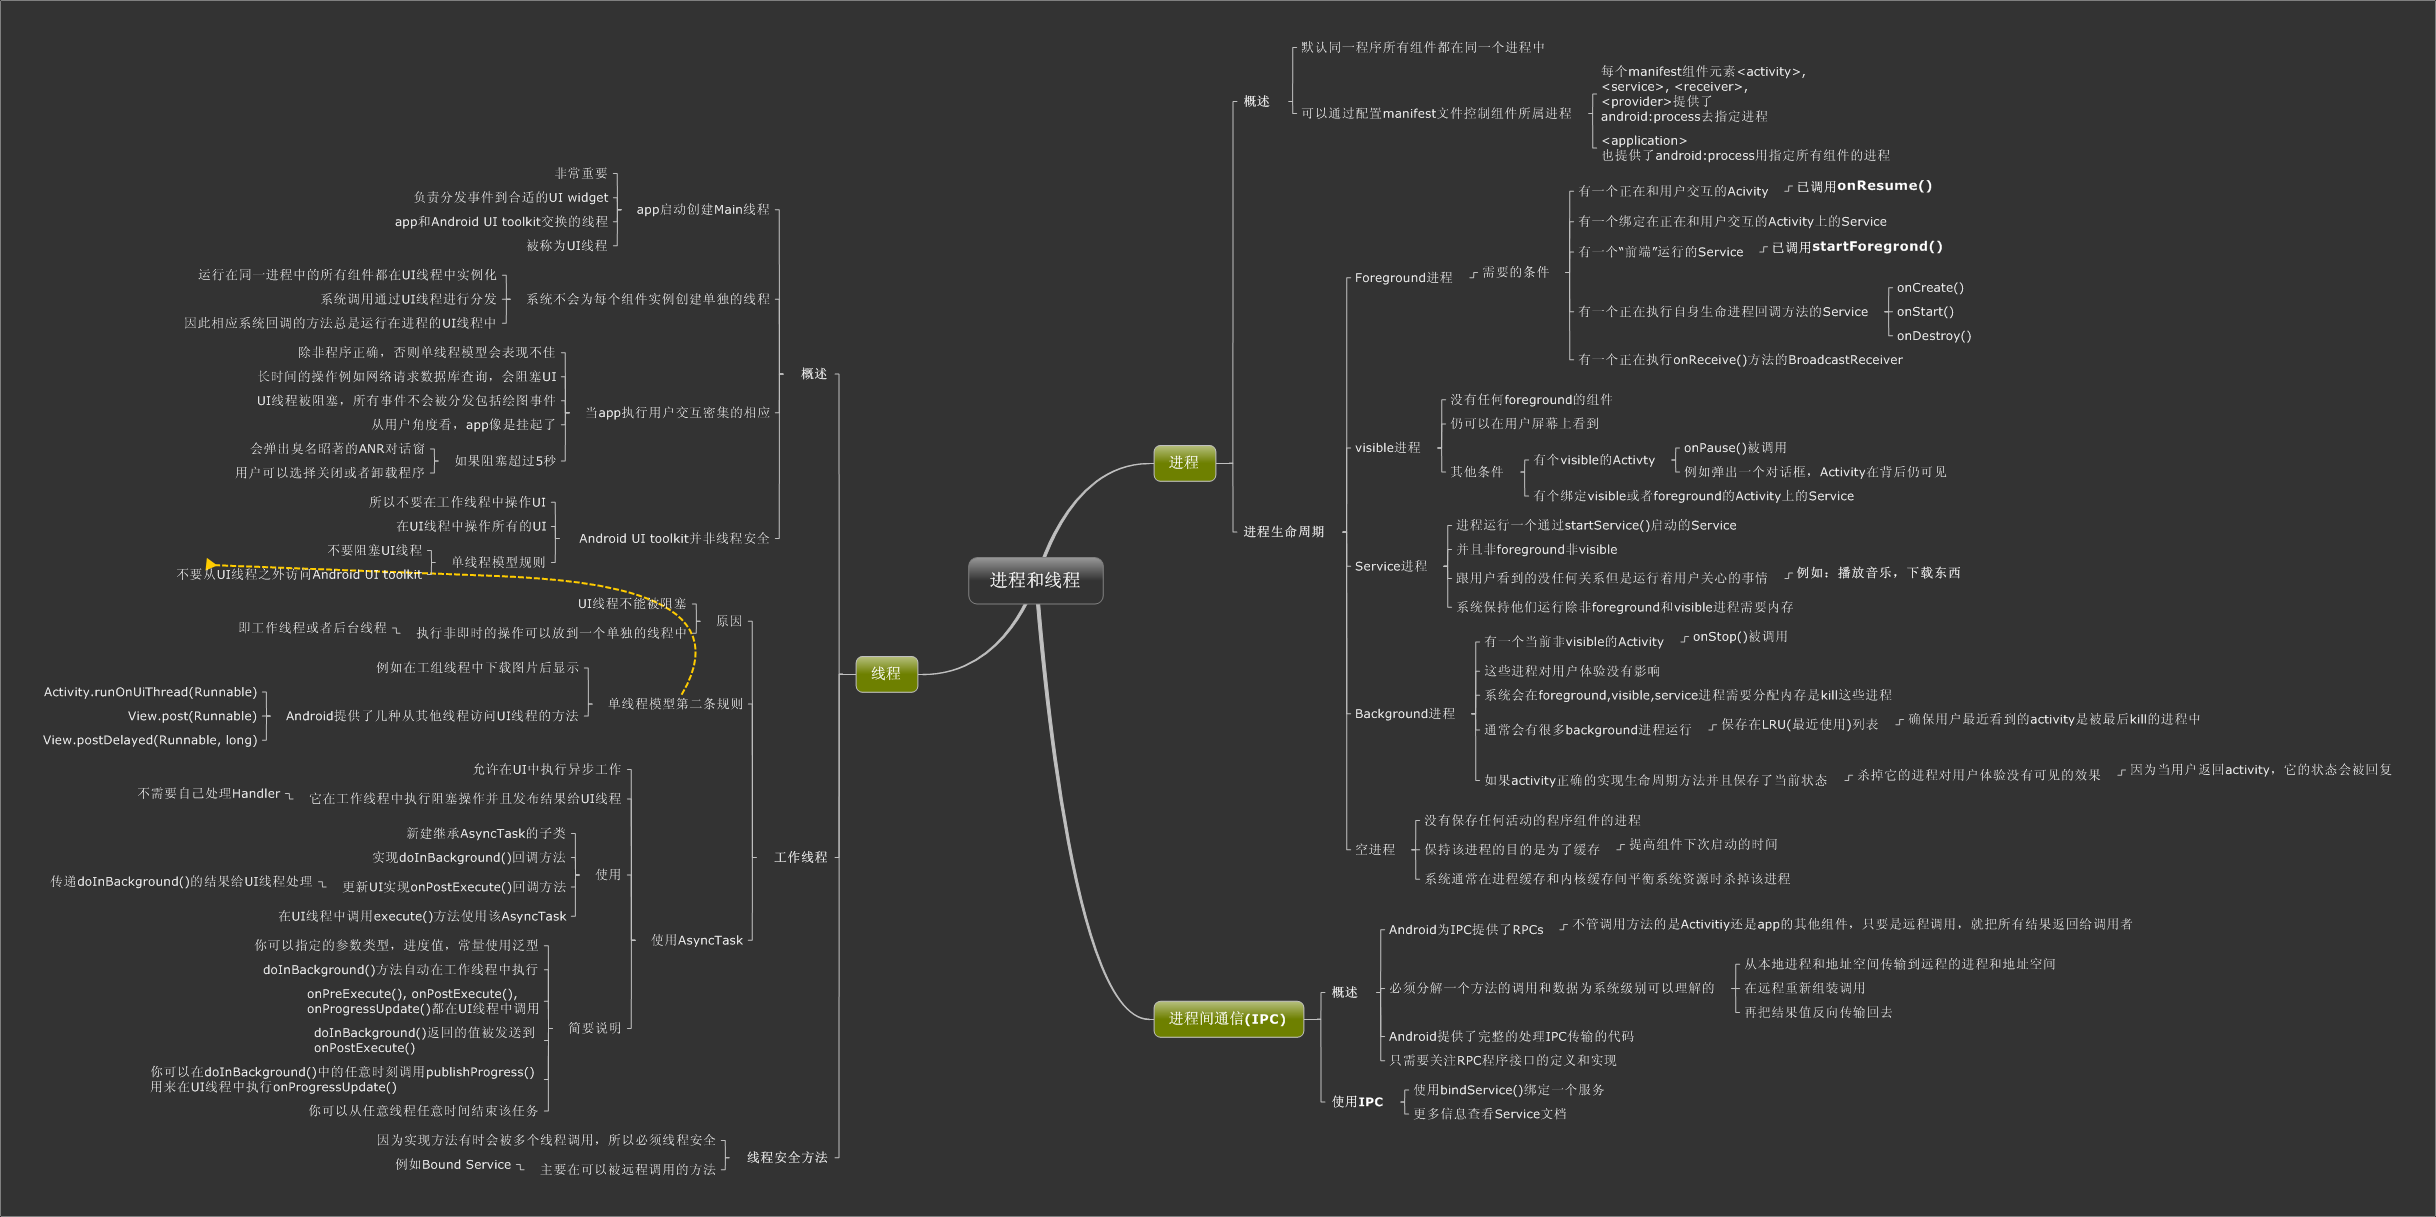 进程和线程
进程
概述
默认同一程序所有组件都在同一个进程中
可以通过配置manifest文件控制组件所属进程
每个manifest组件元素<activity>,
<service>, <receiver>,
<provider>提供了
android:process去指定进程
<application>
也提供了android:process用指定所有组件的进程
进程生命周期
Foreground进程
需要的条件
有一个正在和用户交互的Acivity
已调用onResume()
有一个绑定在正在和用户交互的Activity上的Service
有一个“前端”运行的Service
已调用startForegrond()
有一个正在执行自身生命进程回调方法的Service
onCreate()
onStart()
onDestroy()
有一个正在执行onReceive()方法的BroadcastReceiver
visible进程
没有任何foreground的组件
仍可以在用户屏幕上看到
其他条件
有个visible的Activty
onPause()被调用
例如弹出一个对话框，Activity在背后仍可见
有个绑定visible或者foreground的Activity上的Service
Service进程
进程运行一个通过startService()启动的Service
并且非foreground非visible
跟用户看到的没任何关系但是运行着用户关心的事情
例如：播放音乐，下载东西
系统保持他们运行除非foreground和visible进程需要内存
Background进程
有一个当前非visible的Activity
onStop()被调用
这些进程对用户体验没有影响
系统会在foreground,visible,service进程需要分配内存是kill这些进程
通常会有很多background进程运行
保存在LRU(最近使用)列表
确保用户最近看到的activity是被最后kill的进程中
如果activity正确的实现生命周期方法并且保存了当前状态
杀掉它的进程对用户体验没有可见的效果
因为当用户返回activity，它的状态会被回复
空进程
没有保存任何活动的程序组件的进程
保持该进程的目的是为了缓存
提高组件下次启动的时间
系统通常在进程缓存和内核缓存间平衡系统资源时杀掉该进程
进程间通信(IPC)
概述
Android为IPC提供了RPCs
不管调用方法的是Activitiy还是app的其他组件，只要是远程调用，就把所有结果返回给调用者
必须分解一个方法的调用和数据为系统级别可以理解的
从本地进程和地址空间传输到远程的进程和地址空间
在远程重新组装调用
再把结果值反向传输回去
Android提供了完整的处理IPC传输的代码
只需要关注RPC程序接口的定义和实现
使用IPC
使用bindService()绑定一个服务
更多信息查看Service文档
线程
概述
app启动创建Main线程
非常重要
负责分发事件到合适的UI widget
app和Android UI toolkit交换的线程
被称为UI线程
系统不会为每个组件实例创建单独的线程
运行在同一进程中的所有组件都在UI线程中实例化
系统调用通过UI线程进行分发
因此相应系统回调的方法总是运行在进程的UI线程中
当app执行用户交互密集的相应
除非程序正确，否则单线程模型会表现不佳
长时间的操作例如网络请求数据库查询，会阻塞UI
UI线程被阻塞，所有事件不会被分发包括绘图事件
从用户角度看，app像是挂起了
如果阻塞超过5秒
会弹出臭名昭著的ANR对话窗
用户可以选择关闭或者卸载程序
Android UI toolkit并非线程安全
所以不要在工作线程中操作UI
在UI线程中操作所有的UI
单线程模型规则
不要阻塞UI线程
不要从UI线程之外访问Android UI toolkit
工作线程
原因
UI线程不能被阻塞
执行非即时的操作可以放到一个单独的线程中
即工作线程或者后台线程
单线程模型第二条规则
例如在工组线程中下载图片后显示
Android提供了几种从其他线程访问UI线程的方法
Activity.runOnUiThread(Runnable)
View.post(Runnable)
View.postDelayed(Runnable, long)
使用AsyncTask
允许在UI中执行异步工作
它在工作线程中执行阻塞操作并且发布结果给UI线程
不需要自己处理Handler
使用
新建继承AsyncTask的子类
实现doInBackground()回调方法
更新UI实现onPostExecute()回调方法
传递doInBackground()的结果给UI线程处理
在UI线程中调用execute()方法使用该AsyncTask
简要说明
你可以指定的参数类型，进度值，常量使用泛型
doInBackground()方法自动在工作线程中执行
onPreExecute(), onPostExecute(),
onProgressUpdate()都在UI线程中调用
doInBackground()返回的值被发送到
onPostExecute()
你可以在doInBackground()中的任意时刻调用publishProgress()
用来在UI线程中执行onProgressUpdate()
你可以从任意线程任意时间结束该任务
线程安全方法
因为实现方法有时会被多个线程调用，所以必须线程安全
主要在可以被远程调用的方法
例如Bound Service